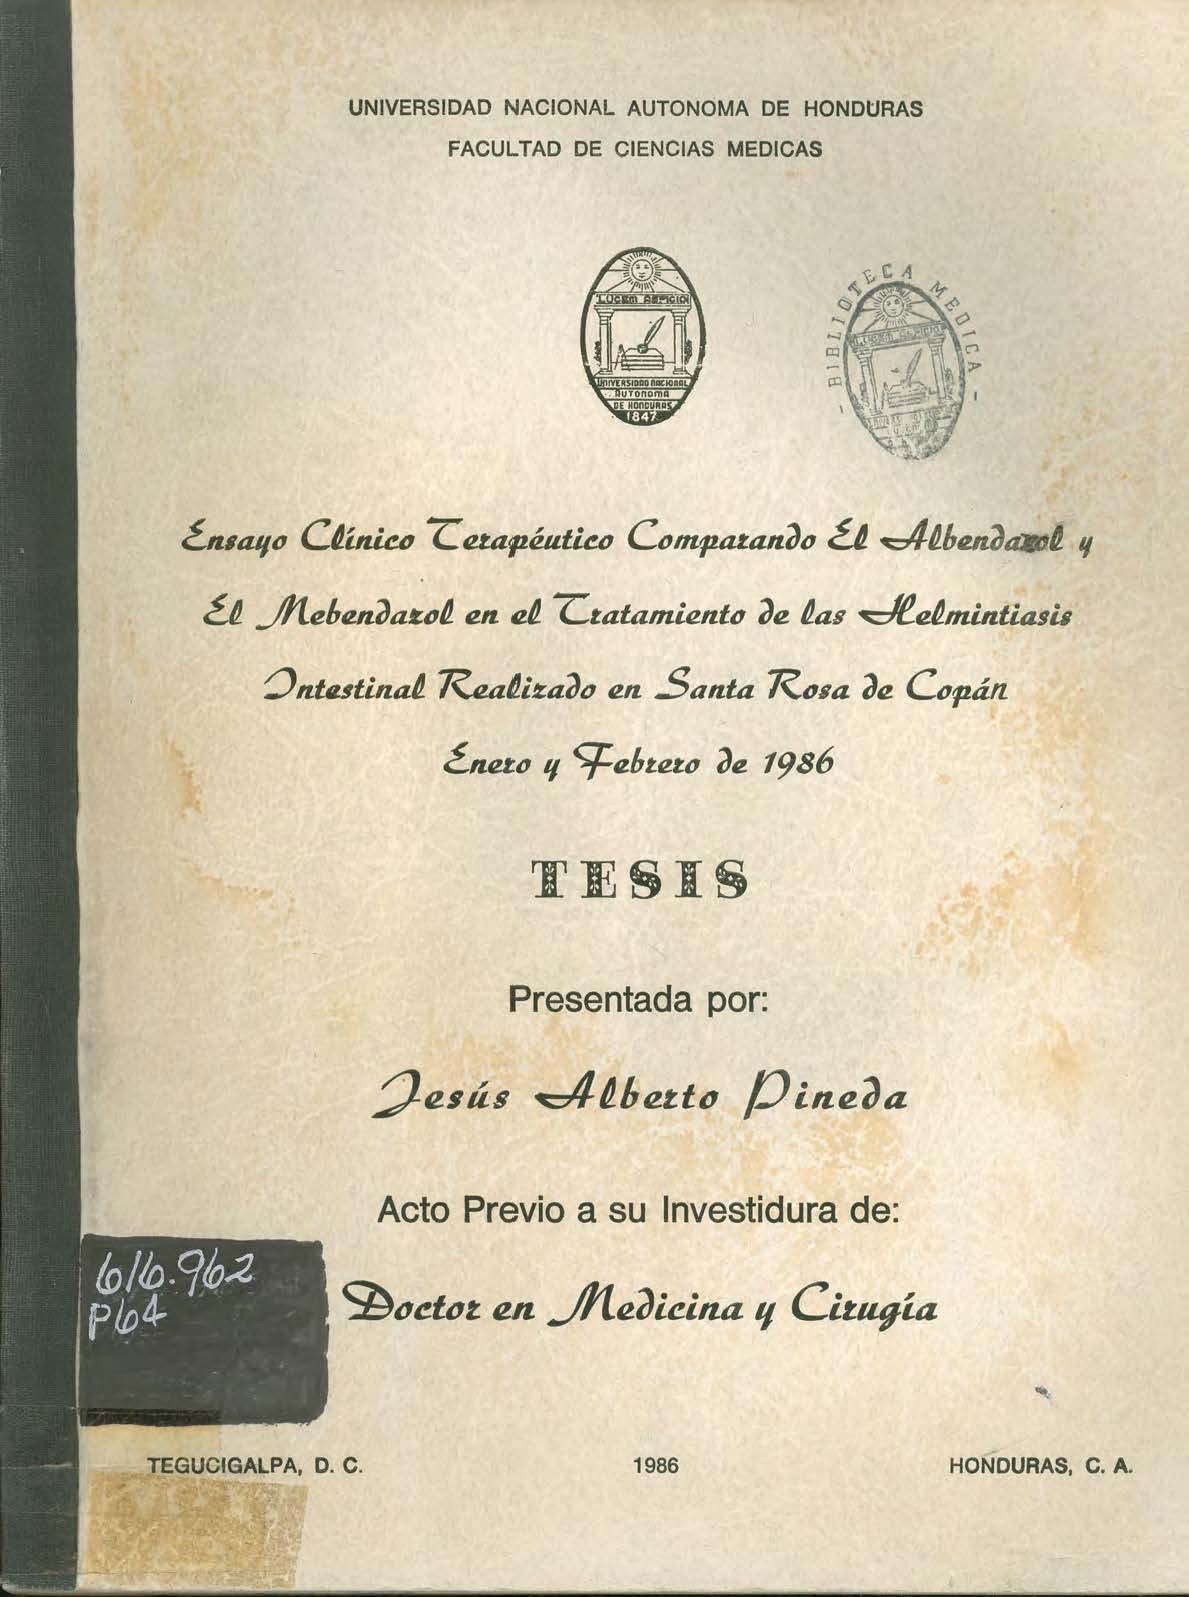 UNIVERSIDAD NACIONAL AUTONOMA DE HONDURAS
FACULTAD DE CIENCIAS MEDICAS
LUCEM ASPICIO
UNIVERSIDAD NACIONAL
AUTONOMA
DE HONDURAS
1847
- BIBLIOTECA MEDICA -
Ensayo Clínico Terapéutico Comparando El Albendazol y
El Mebendazol en el Tratamiento de las Helmintiasis
Intestinal Realizado en Santa Rosa de Copán
Enero y Febrero de 1986
TESIS
Presentada por:
Jesús Alberto Pineda
Acto Previo a su Investidura de:
Doctor en Medicina y Cirugía
616.962
P64
TEGUCIGALPA, D. C. 1986 HONDURAS, C. A.